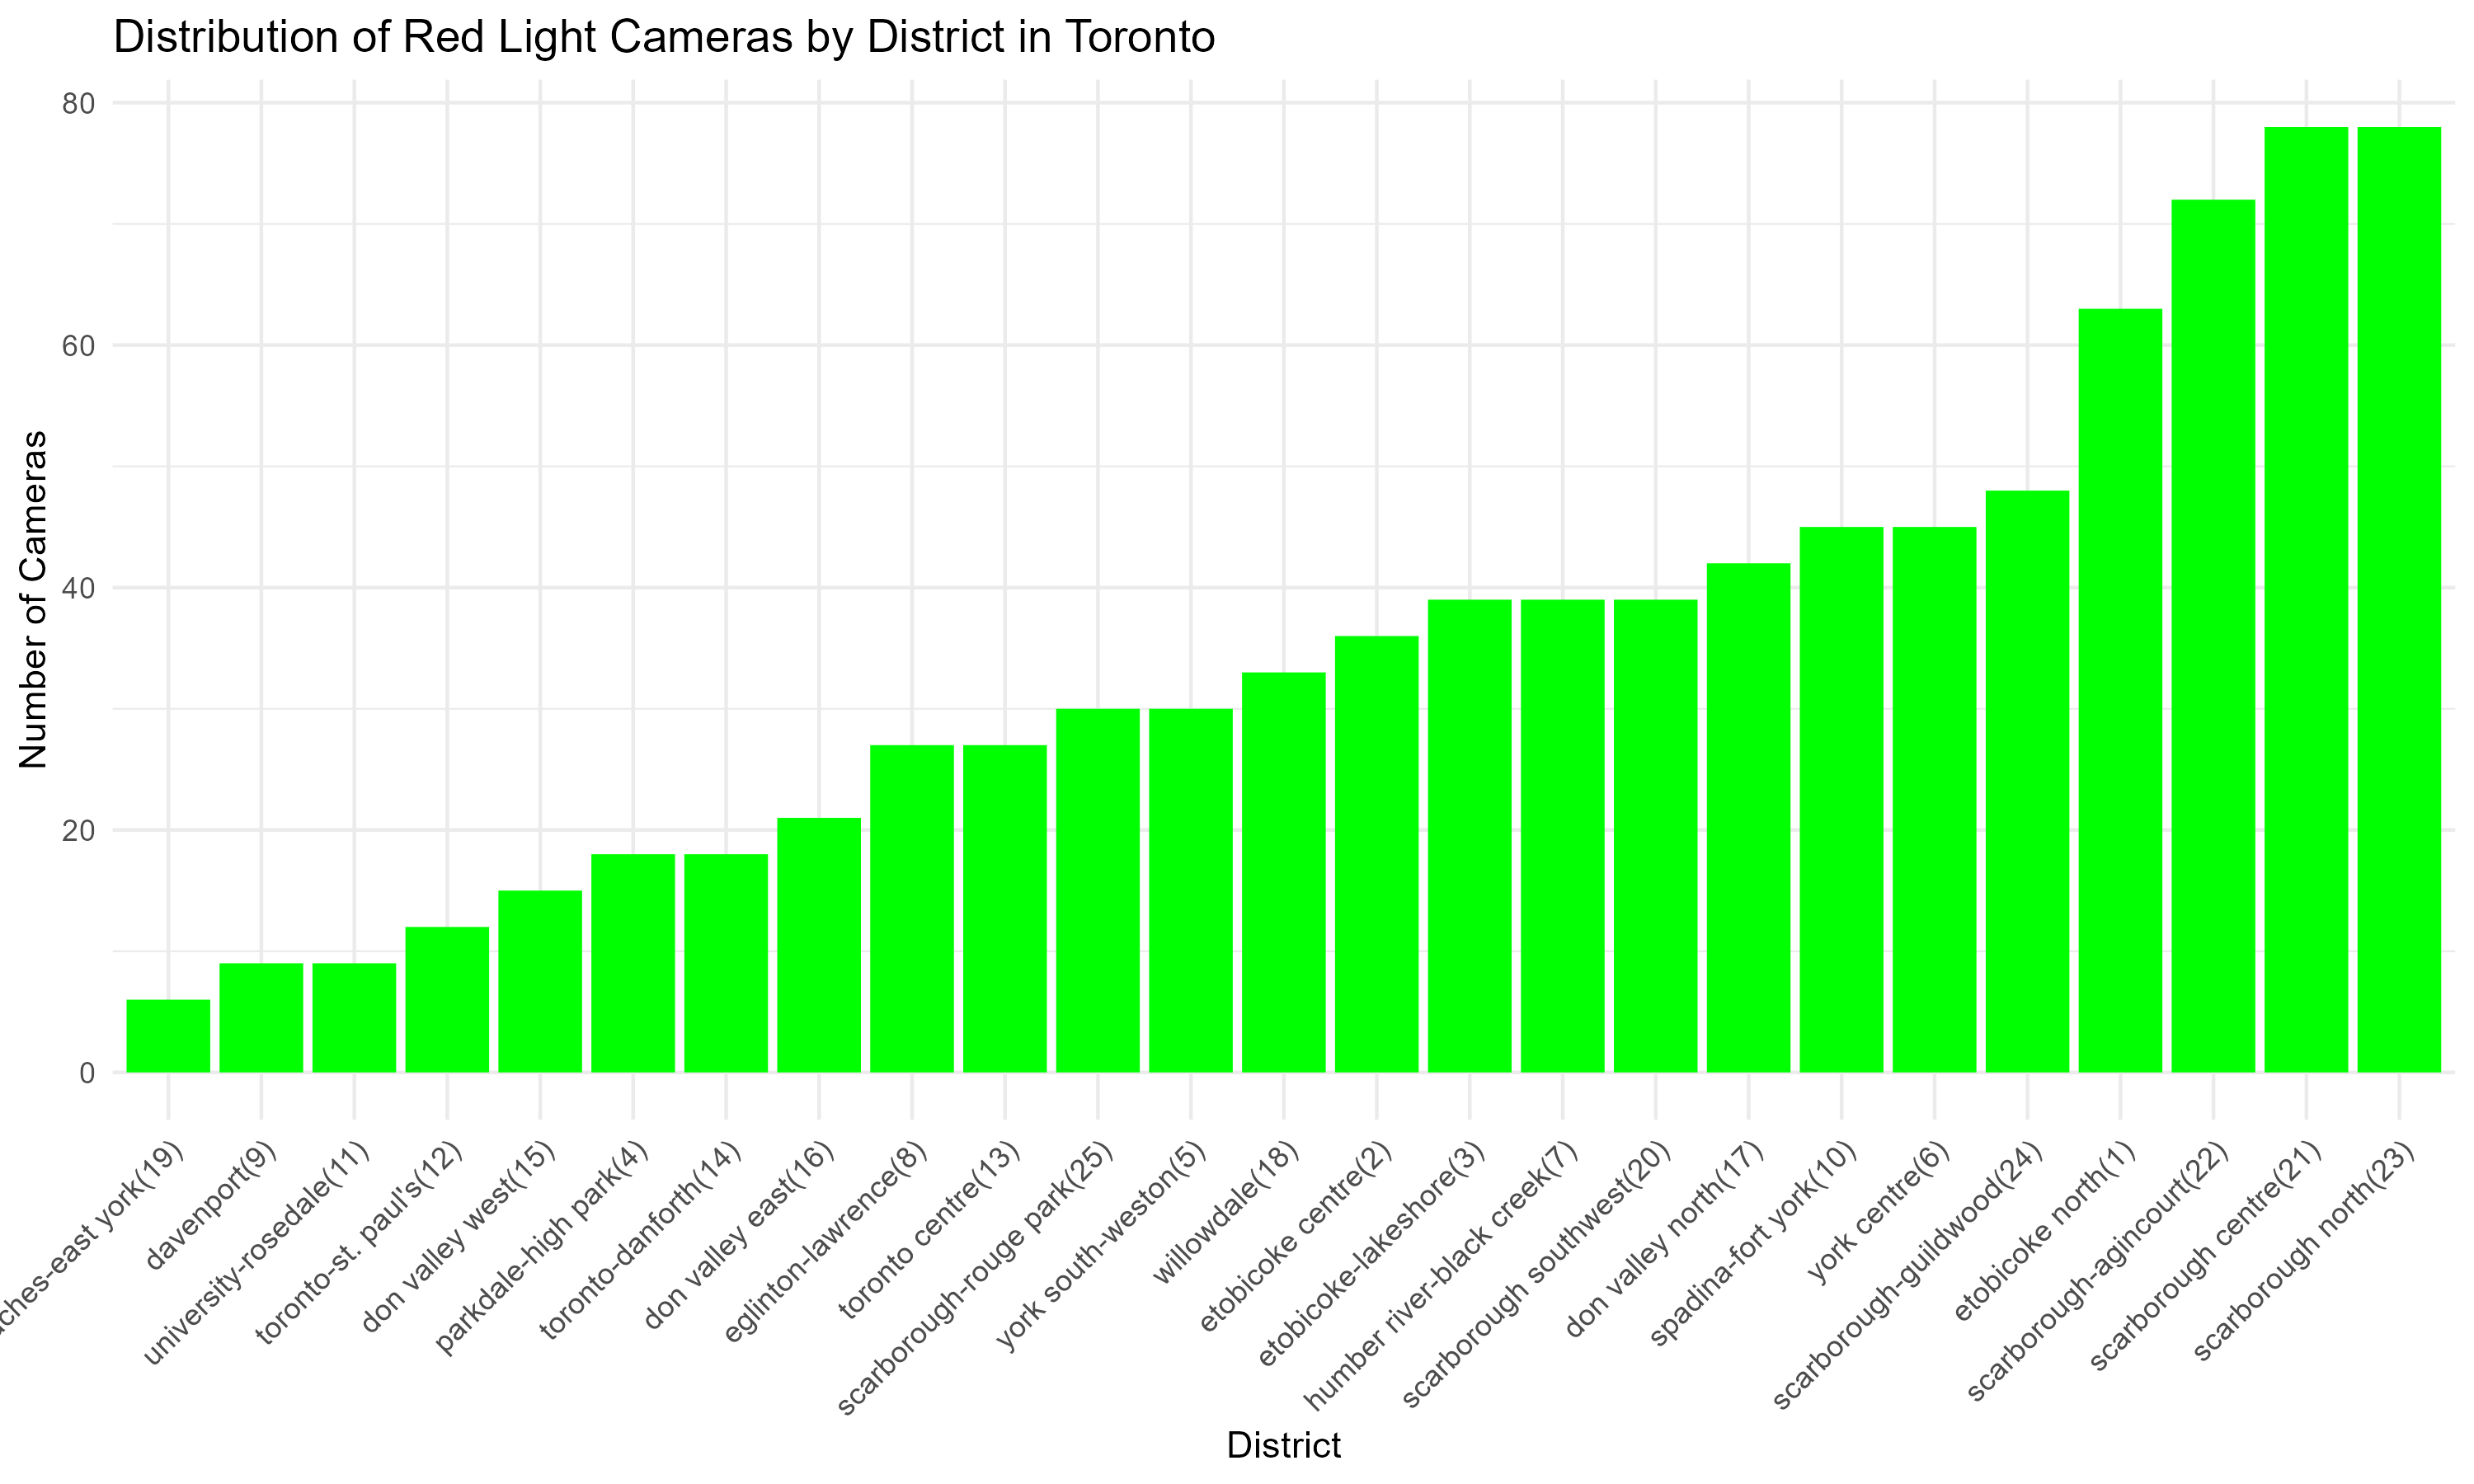 Distribution of Red Light Cameras by District in Toronto
Number of Cameras
80
60
40
20
0
east york(19)
davenport(9)
university-rosedale(11)
toronto-st. paul's(12)
don valley west(15)
parkdale-high park(4)
toronto-danforth(14)
don valley east(16)
eglinton-lawrence(8)
toronto centre(13)
scarborough-rouge park(25)
york south-weston(5)
willowdale(18)
etobicoke centre(2)
etobicoke-lakeshore(3)
humber river-black creek(7)
scarborough southwest(20)
don valley north(17)
spadina-fort york(10)
york centre(6)
scarborough-guildwood(24)
etobicoke north(1)
scarborough-agincourt(22)
scarborough centre(21)
scarborough north(23)
District